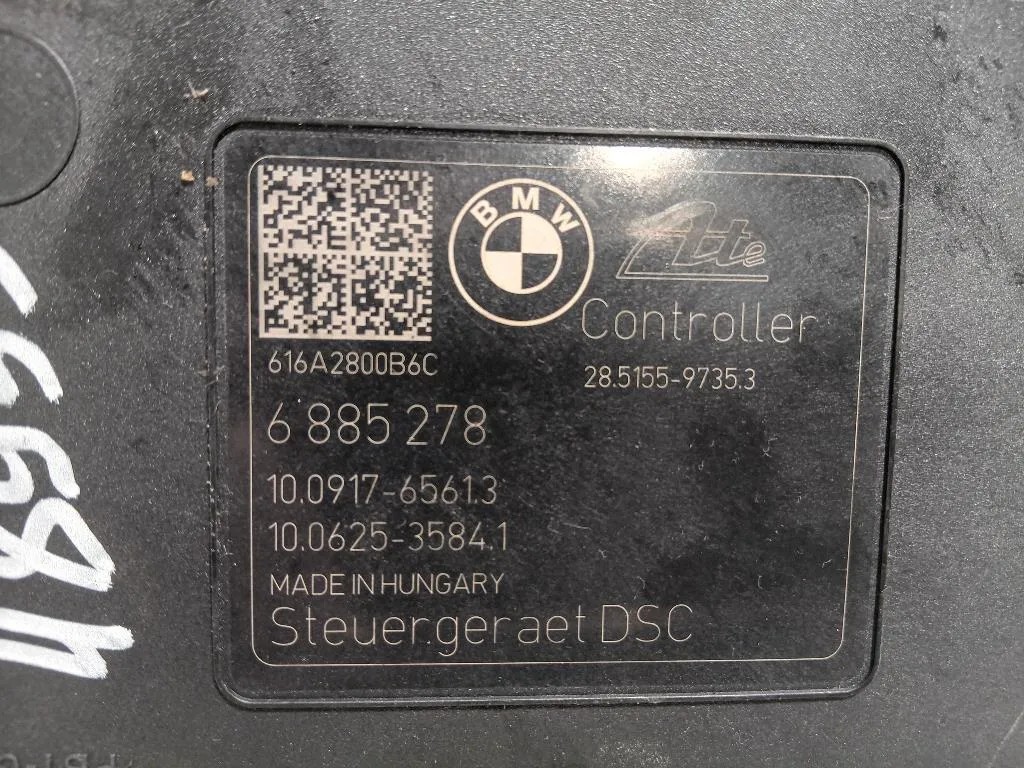 BMW
Ate
Controller
616A2800B6C
28.5155-9735.3
6 885 278
10.0917-6561.3
10.0625-3584.1
MADE IN HUNGARY
Steuergeraet DSC